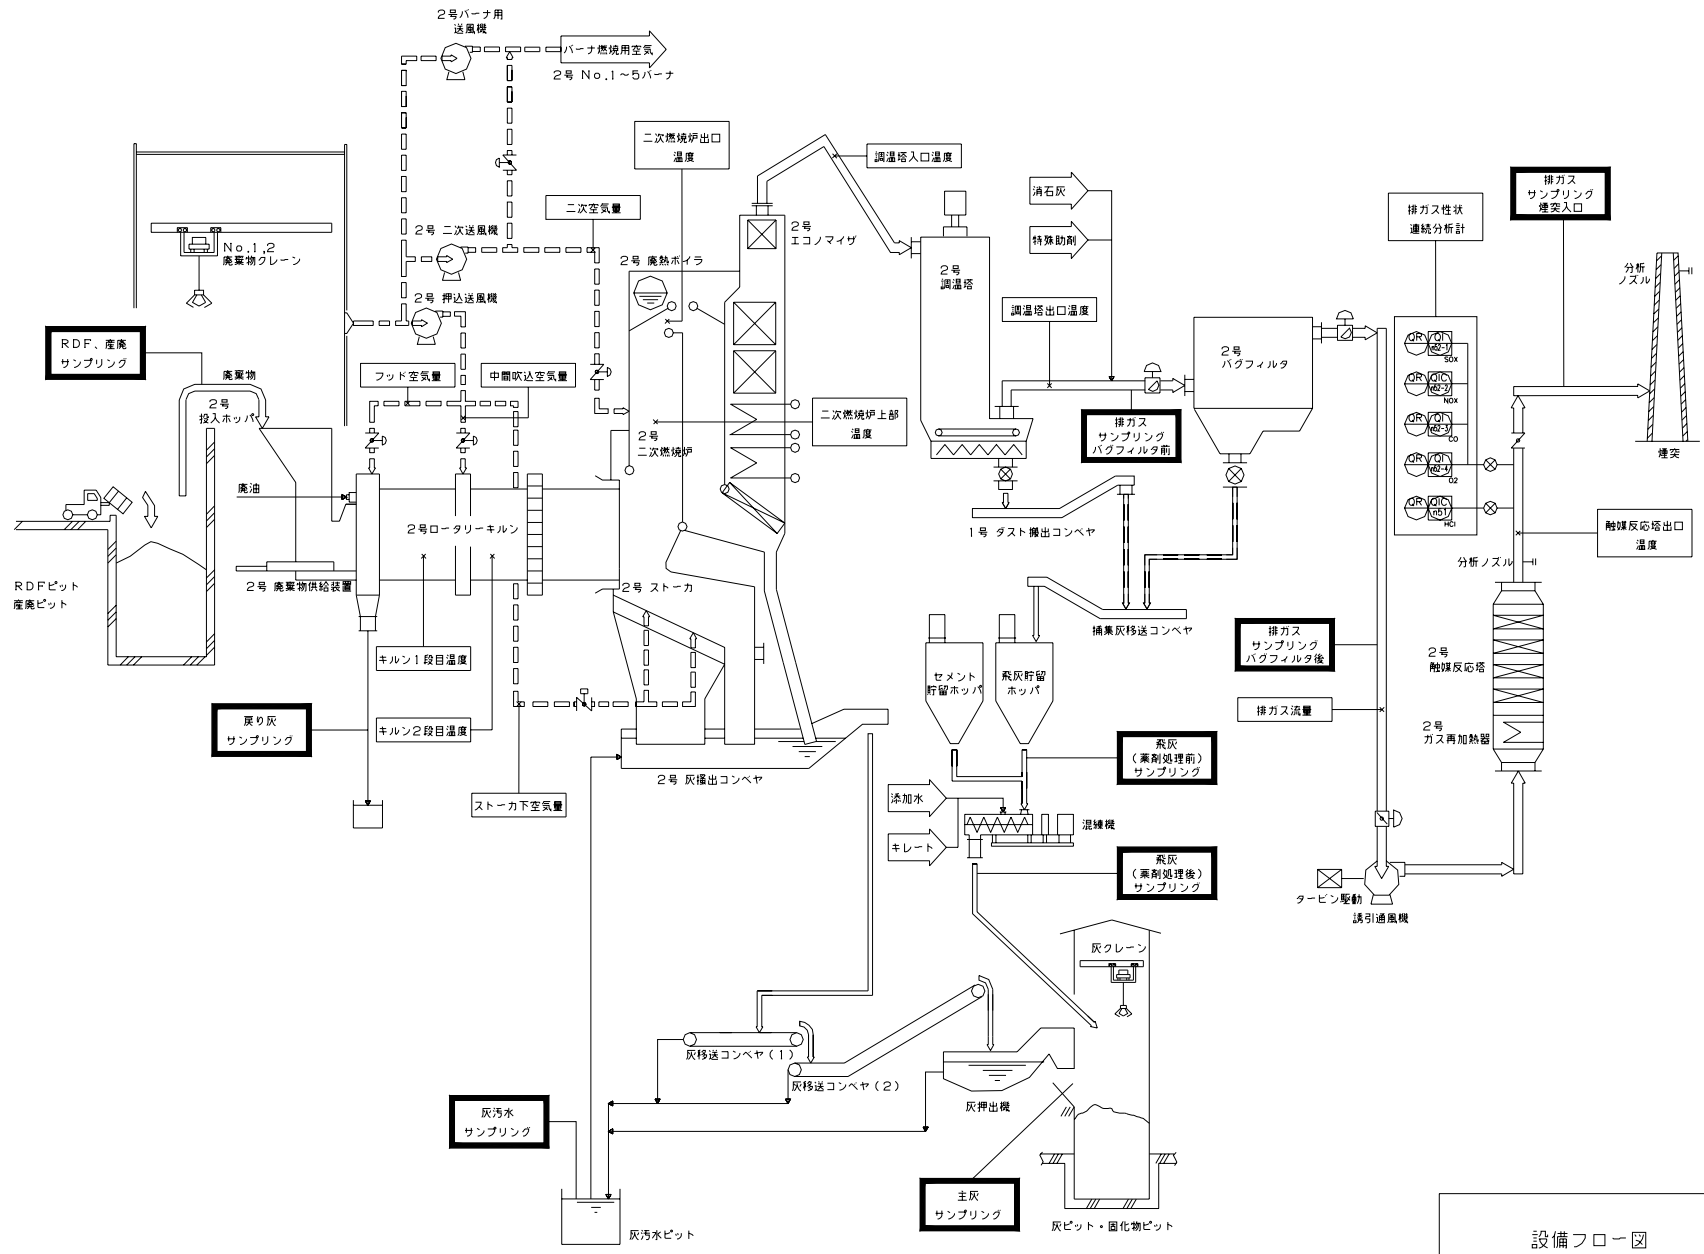 2号バーナ用
送風機
バーナ燃焼用空気
2号 No.1~5バーナ
二次燃焼炉出口
温度
調温塔入口温度
消石灰
特殊助剤
排ガス性状
連続分析計
排ガス
サンプリング
煙突入口
二次空気量
2号
エコノマイザ
No.1,2
廃棄物クレーン
2号 二次送風機
2号 廃熱ボイラ
2号
調温塔
分析
ノズル
2号 押込送風機
調温塔出口温度
RDF、産廃
サンプリング
2号
バグフィルタ
QR
QI
n62-1
SOX
QR
QIC
n62-2
NOX
QR
QI
n62-3
CO
QR
QI
n62-4
O2
QR
QIC
n51
HCl
廃棄物
フッド空気量
中間吹込空気量
2号
投入ホッパ
二次燃焼炉上部
温度
2号
二次燃焼炉
排ガス
サンプリング
バグフィルタ前
煙突
廃油
2号ロータリーキルン
1号 ダスト搬出コンベヤ
触媒反応塔出口
温度
分析ノズル
RDFピット
産廃ピット
2号 廃棄物供給装置
2号 ストーカ
捕集灰移送コンベヤ
排ガス
サンプリング
バグフィルタ後
2号
触媒反応塔
キルン1段目温度
セメント
貯留ホッパ
飛灰貯留
ホッパ
戻り灰
サンプリング
キルン2段目温度
排ガス流量
2号
ガス再加熱器
2号 灰搔出コンベヤ
飛灰
(薬剤処理前)
サンプリング
ストーカ下空気量
添加水
キレート
混練機
飛灰
(薬剤処理後)
サンプリング
タービン駆動
誘引通風機
灰クレーン
灰移送コンベヤ(1)
灰移送コンベヤ(2)
灰押出機
灰汚水
サンプリング
主灰
サンプリング
灰汚水ピット
灰ピット・固化物ピット
設備フロー図